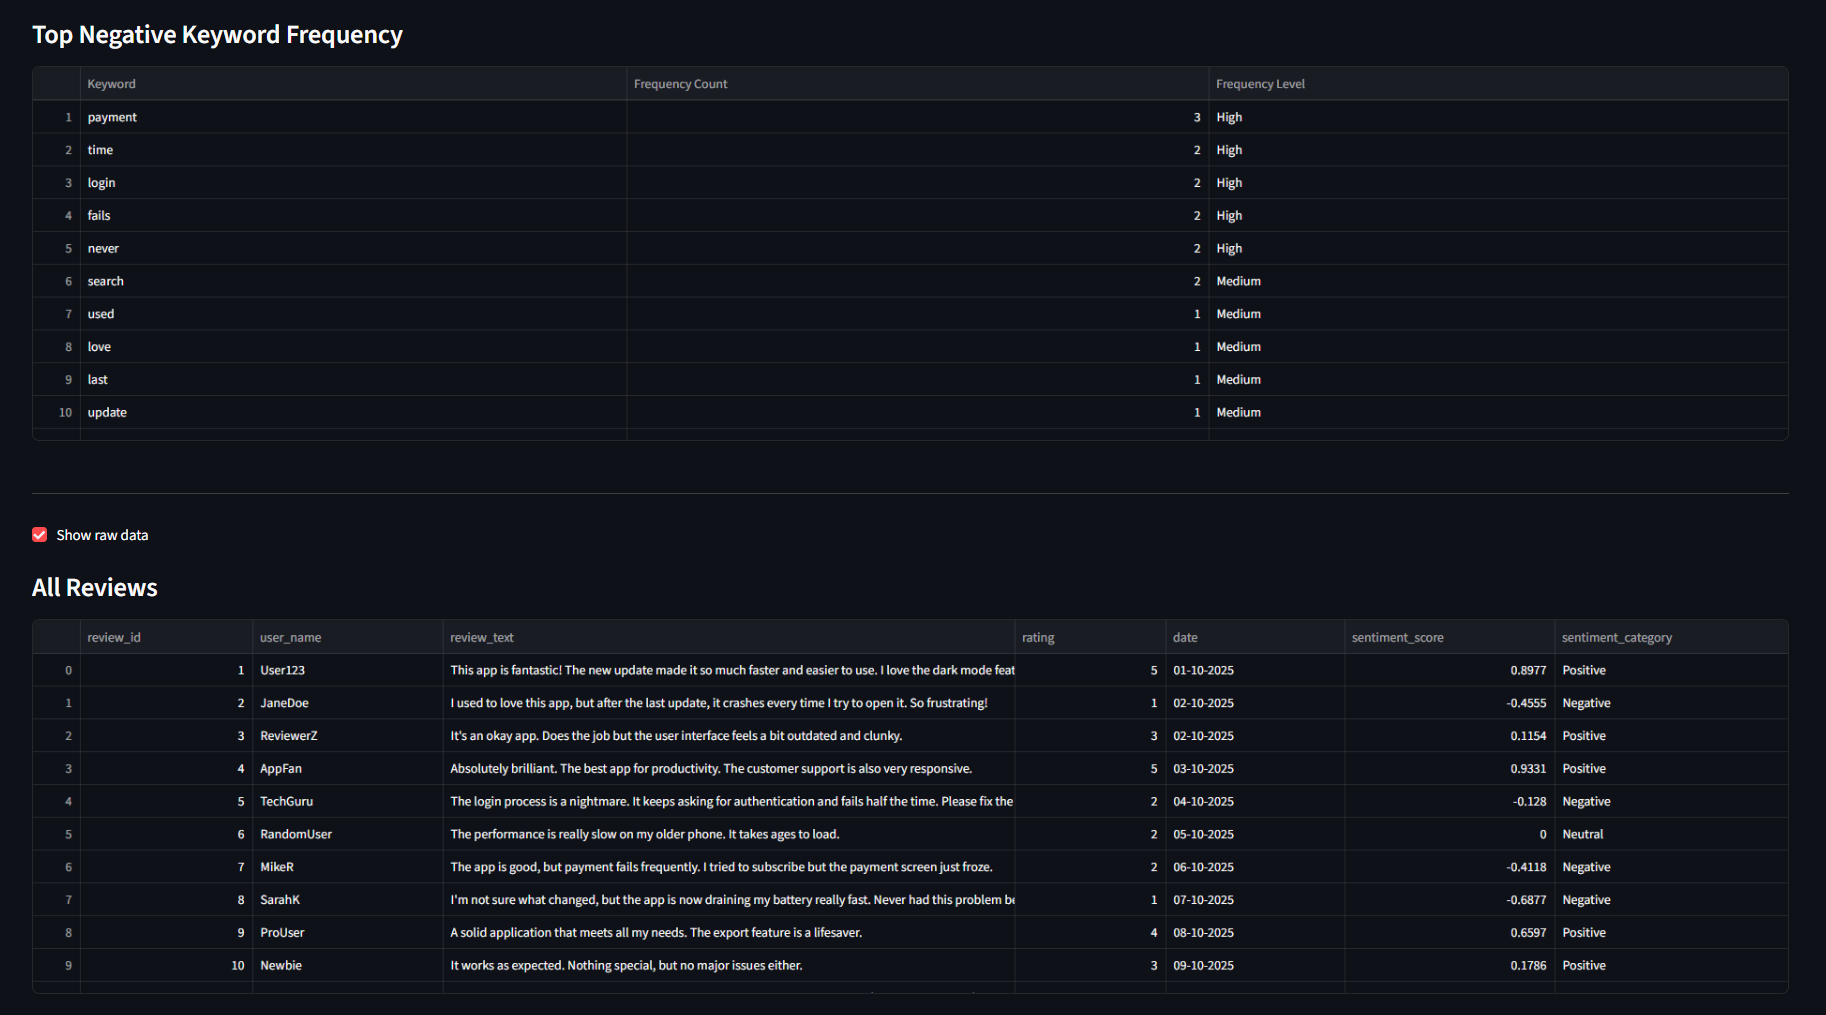 Top Negative Keyword Frequency
Keyword Frequency Count Frequency Level
1 payment 3 High
2 time 2 High
3 login 2 High
4 fails 2 High
5 never 2 High
6 search 2 Medium
7 used 1 Medium
8 love 1 Medium
9 last 1 Medium
10 update 1 Medium
Show raw data
All Reviews
review_id user_name review_text rating date sentiment_score sentiment_category
0 1 User123 This app is fantastic! The new update made it so much faster and easier to use. I love the dark mode feat 5 01-10-2025 0.8977 Positive
1 2 JaneDoe I used to love this app, but after the last update, it crashes every time I try to open it. So frustrating! 1 02-10-2025 -0.4555 Negative
2 3 ReviewerZ It's an okay app. Does the job but the user interface feels a bit outdated and clunky. 3 02-10-2025 0.1154 Positive
3 4 AppFan Absolutely brilliant. The best app for productivity. The customer support is also very responsive. 5 03-10-2025 0.9331 Positive
4 5 TechGuru The login process is a nightmare. It keeps asking for authentication and fails half the time. Please fix the 2 04-10-2025 -0.128 Negative
5 6 RandomUser The performance is really slow on my older phone. It takes ages to load. 2 05-10-2025 0 Neutral
6 7 MikeR The app is good, but payment fails frequently. I tried to subscribe but the payment screen just froze. 2 06-10-2025 -0.4118 Negative
7 8 SarahK I'm not sure what changed, but the app is now draining my battery really fast. Never had this problem be 1 07-10-2025 -0.6877 Negative
8 9 ProUser A solid application that meets all my needs. The export feature is a lifesaver. 4 08-10-2025 0.6597 Positive
9 10 Newbie It works as expected. Nothing special, but no major issues either. 3 09-10-2025 0.1786 Positive